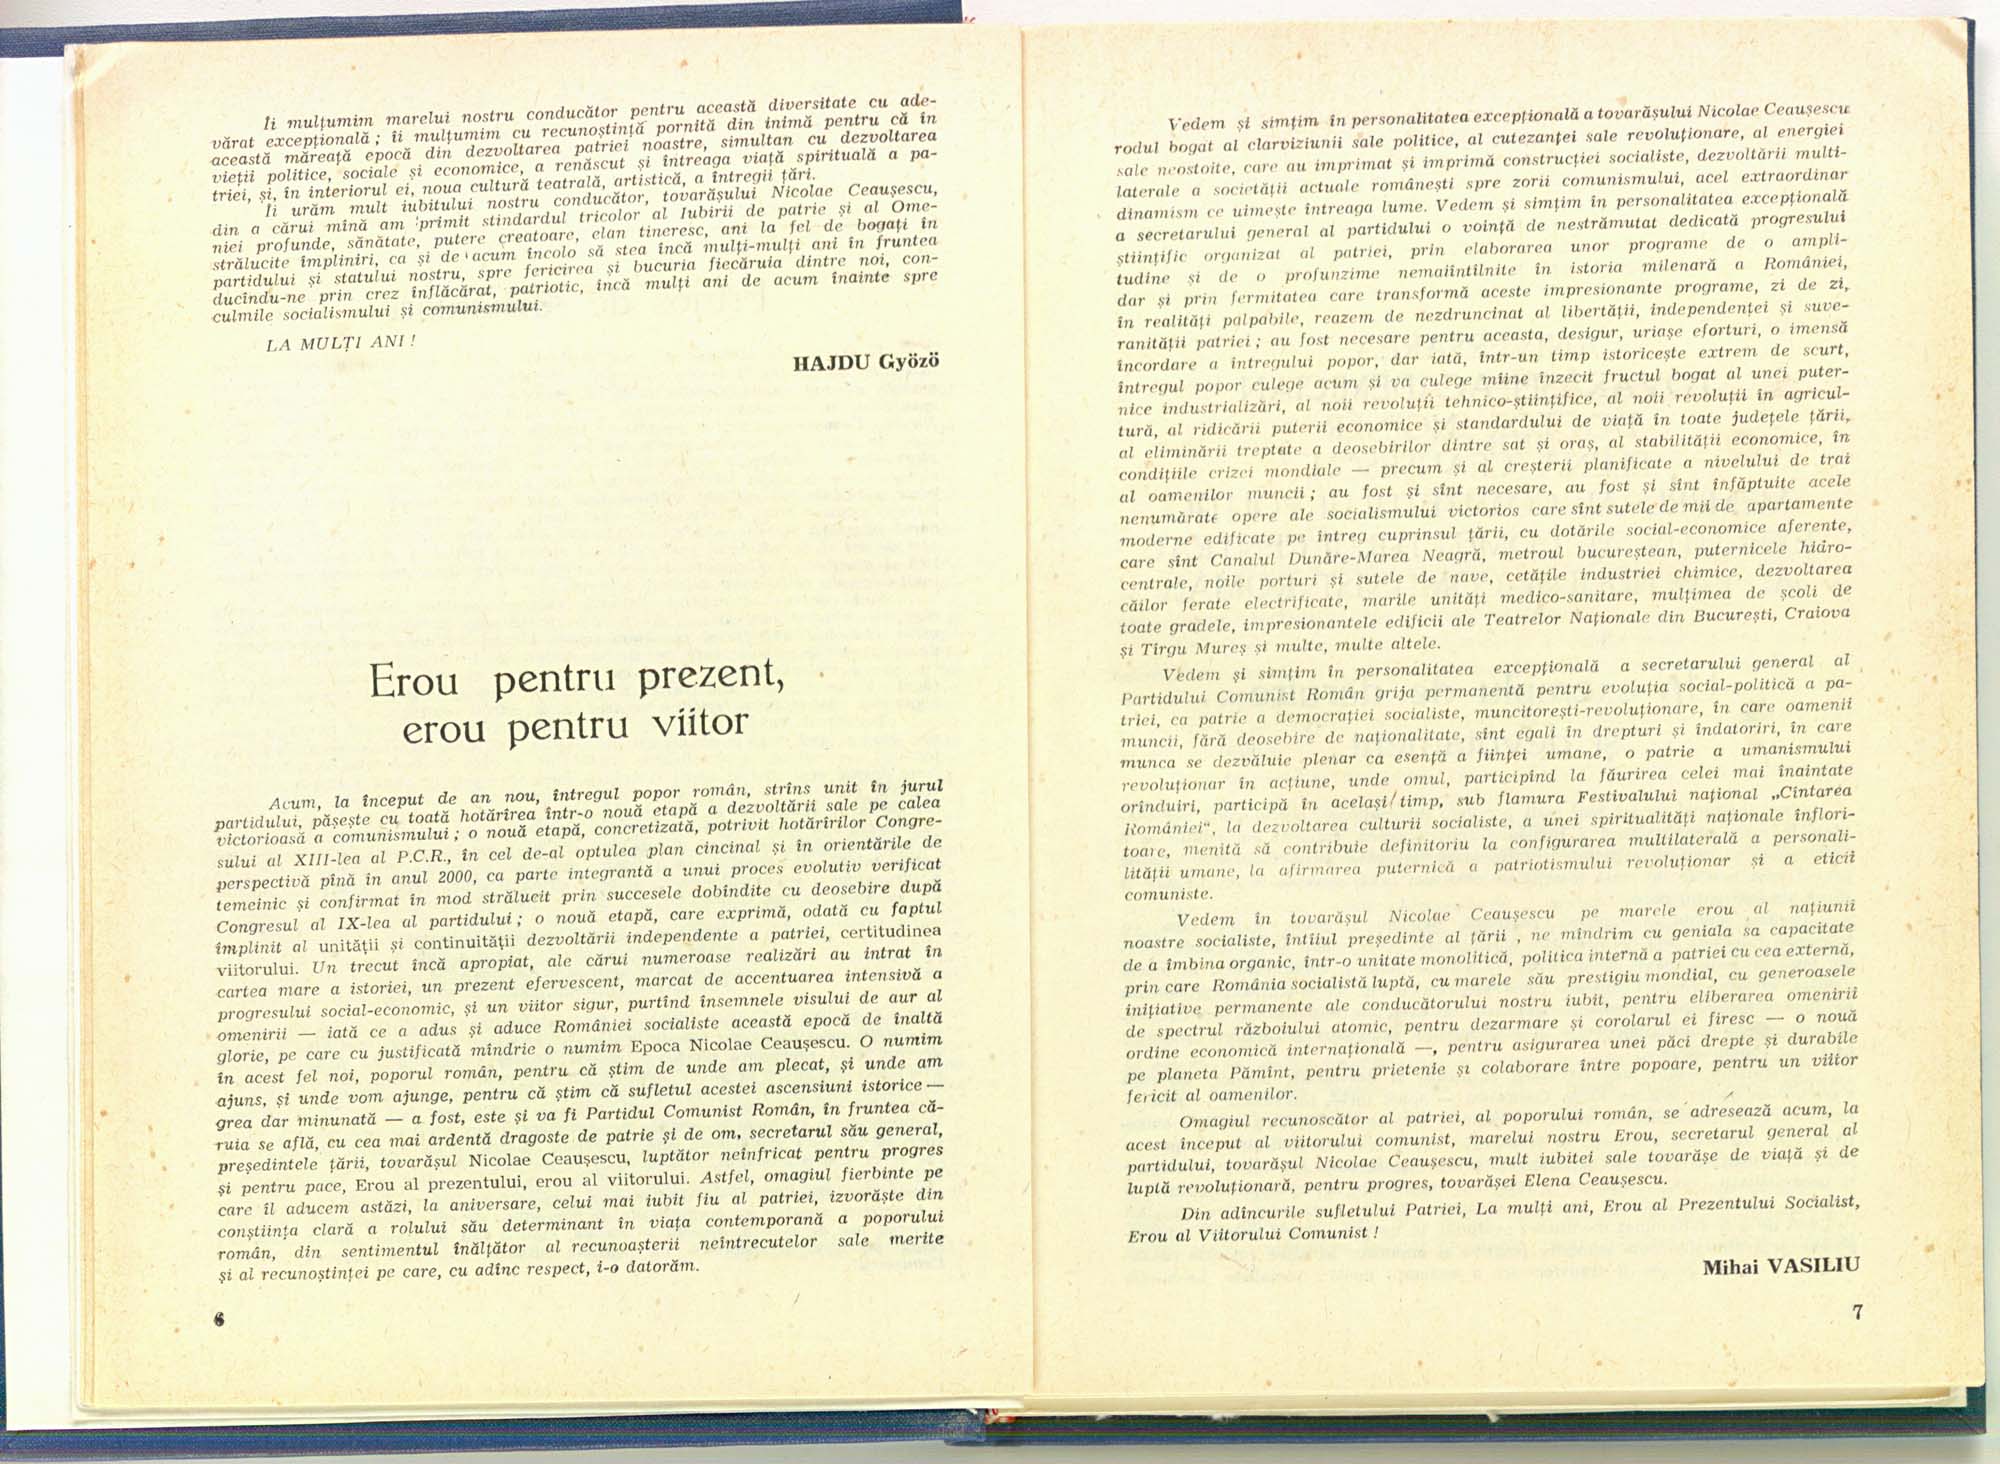 Îi mulțumim marelui nostru conducător pentru această diversitate cu ade-
vărat excepțională ; îi mulțumim cu recunoștință pornită din inimă pentru că în
această măreață epocă din dezvoltarea patriei noastre, simultan cu dezvoltarea
vieții politice, sociale și economice, a renăscut și întreaga viață spirituală a pa-
triei, și, în interiorul ei, noua cultură teatrală, artistică, a întregii țări.
Îi urăm mult iubitului nostru conducător, tovarășului Nicolae Ceaușescu,
din a cărui mînă am primit stindardul tricolor al Iubirii de patrie și al Ome-
niei profunde, sănătate, putere creatoare, elan tineresc, ani la fel de bogați în
strălucite împliniri, ca și de acum încolo să stea încă mulți-mulți ani în fruntea
partidului și statului nostru, spre fericirea și bucuria fiecăruia dintre noi, con-
ducîndu-ne prin crez înflăcărat, patriotic, încă mulți ani de acum înainte spre
culmile socialismului și comunismului.
LA MULȚI ANI !
HAJDU Gyözö
Erou pentru prezent,
erou pentru viitor
Acum, la început de an nou, întregul popor român, strîns unit în jurul
partidului, pășește cu toată hotărîrea într-o nouă etapă a dezvoltării sale pe calea
victorioasă a comunismului ; o nouă etapă, concretizată, potrivit hotărîrilor Congre-
sului al XIII-lea al P.C.R., în cel de-al optulea plan cincinal și în orientările de
perspectivă pînă în anul 2000, ca parte integrantă a unui proces evolutiv verificat
temeinic și confirmat în mod strălucit prin succesele dobîndite cu deosebire după
Congresul al IX-lea al partidului ; o nouă etapă, care exprimă, odată cu faptul
împlinit al unității și continuității dezvoltării independente a patriei, certitudinea
viitorului. Un trecut încă apropiat, ale cărui numeroase realizări au intrat în
cartea mare a istoriei, un prezent efervescent, marcat de accentuarea intensivă a
progresului social-economic, și un viitor sigur, purtînd însemnele visului de aur al
omenirii — iată ce a adus și aduce României socialiste această epocă de înaltă
glorie, pe care cu justificată mîndrie o numim Epoca Nicolae Ceaușescu. O numim
în acest fel noi, poporul român, pentru că știm de unde am plecat, și unde am
ajuns, și unde vom ajunge, pentru că știm că sufletul acestei ascensiuni istorice —
grea dar minunată — a fost, este și va fi Partidul Comunist Român, în fruntea că-
ruia se află, cu cea mai ardentă dragoste de patrie și de om, secretarul său general,
președintele țării, tovarășul Nicolae Ceaușescu, luptător neînfricat pentru progres
și pentru pace, Erou al prezentului, erou al viitorului. Astfel, omagiul fierbinte pe
care îl aducem astăzi, la aniversare, celui mai iubit fiu al patriei, izvorăște din
conștiința clară a rolului său determinant în viața contemporană a poporului
român, din sentimentul înălțător al recunoașterii neîntrecutelor sale merite
și al recunoștinței pe care, cu adînc respect, i-o datorăm.
6
Vedem și simțim în personalitatea excepțională a tovarășului Nicolae Ceaușescu
rodul bogat al clarviziunii sale politice, al cutezanței sale revoluționare, al energiei
sale neostoite, care au imprimat și imprimă construcției socialiste, dezvoltării multi-
laterale a societății actuale românești spre zorii comunismului, acel extraordinar
dinamism ce uimește întreaga lume. Vedem și simțim în personalitatea excepțională
a secretarului general al partidului o voință de nestrămutat dedicată progresului
științific organizat al patriei, prin elaborarea unor programe de o ampli-
tudine și de o profunzime nemaiîntîlnite în istoria milenară a României,
dar și prin fermitatea care transformă aceste impresionante programe, zi de zi,
în realități palpabile, reazem de nezdruncinat al libertății, independenței și suve-
ranității patriei ; au fost necesare pentru aceasta, desigur, uriașe eforturi, o imensă
încordare a întregului popor, dar iată, într-un timp istoricește extrem de scurt,
întregul popor culege acum și va culege mîine înzecit fructul bogat al unei puter-
nice industrializări, al noii revoluții tehnico-științifice, al noii revoluții în agricul-
tură, al ridicării puterii economice și standardului de viață în toate județele țării,
al eliminării treptate a deosebirilor dintre sat și oraș, al stabilității economice, în
condițiile crizei mondiale — precum și al creșterii planificate a nivelului de trai
al oamenilor muncii ; au fost și sînt necesare, au fost și sînt înfăptuite acele
nenumărate opere ale socialismului victorios care sînt sutele de mii de apartamente
moderne edificate pe întreg cuprinsul țării, cu dotările social-economice aferente,
care sînt Canalul Dunăre-Marea Neagră, metroul bucureștean, puternicele hidro-
centrale, noile porturi și sutele de nave, cetățile industriei chimice, dezvoltarea
căilor ferate electrificate, marile unități medico-sanitare, mulțimea de școli de
toate gradele, impresionantele edificii ale Teatrelor Naționale din București, Craiova
și Tîrgu Mureș și multe, multe altele.
Vedem și simțim în personalitatea excepțională a secretarului general al
Partidului Comunist Român grija permanentă pentru evoluția social-politică a pa-
triei, ca patrie a democrației socialiste, muncitorești-revoluționare, în care oamenii
muncii, fără deosebire de naționalitate, sînt egali în drepturi și îndatoriri, în care
munca se dezvăluie plenar ca esență a ființei umane, o patrie a umanismului
revoluționar în acțiune, unde omul, participînd la făurirea celei mai înaintate
orînduiri, participă în același timp, sub flamura Festivalului național „Cîntarea
României“, la dezvoltarea culturii socialiste, a unei spiritualități naționale înflori-
toare, menită să contribuie definitoriu la configurarea multilaterală a personali-
lității umane, la afirmarea puternică a patriotismului revoluționar și a eticii
comuniste.
Vedem în tovarășul Nicolae Ceaușescu pe marele erou al națiunii
noastre socialiste, întîiul președinte al țării , ne mîndrim cu geniala sa capacitate
de a îmbina organic, într-o unitate monolitică, politica internă a patriei cu cea externă,
prin care România socialistă luptă, cu marele său prestigiu mondial, cu generoasele
inițiative permanente ale conducătorului nostru iubit, pentru eliberarea omenirii
de spectrul războiului atomic, pentru dezarmare și corolarul ei firesc — o nouă
ordine economică internațională —, pentru asigurarea unei păci drepte și durabile
pe planeta Pămînt, pentru prietenie și colaborare între popoare, pentru un viitor
fericit al oamenilor.
Omagiul recunoscător al patriei, al poporului român, se adresează acum, la
acest început al viitorului comunist, marelui nostru Erou, secretarul general al
partidului, tovarășul Nicolae Ceaușescu, mult iubitei sale tovarășe de viață și de
luptă revoluționară, pentru progres, tovarășei Elena Ceaușescu.
Din adîncurile sufletului Patriei, La mulți ani, Erou al Prezentului Socialist,
Erou al Viitorului Comunist !
Mihai VASILIU
7